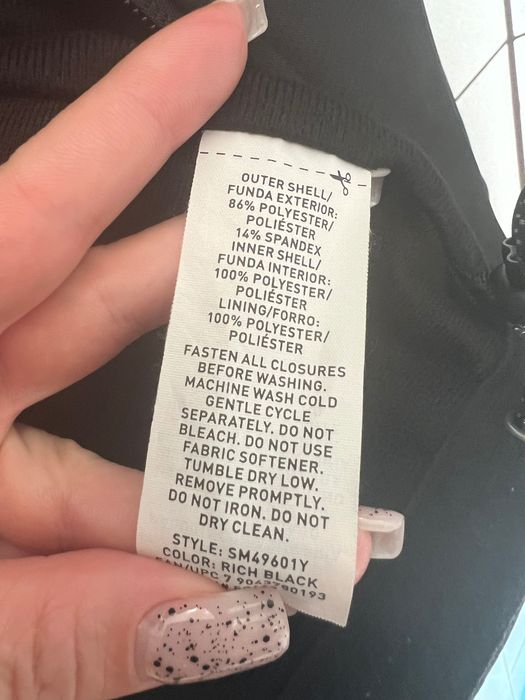 OUTER SHELL/
FUNDA EXTERIOR:
86% POLYESTER/
POLIÉSTER
14% SPANDEX
INNER SHELL/
FUNDA INTERIOR:
100% POLYESTER/
POLIÉSTER
LINING/FORRO:
100% POLYESTER/
POLIÉSTER
FASTEN ALL CLOSURES
BEFORE WASHING.
MACHINE WASH COLD
GENTLE CYCLE
SEPARATELY. DO NOT
BLEACH. DO NOT USE
FABRIC SOFTENER.
TUMBLE DRY LOW.
REMOVE PROMPTLY.
DO NOT IRON. DO NOT
DRY CLEAN.
STYLE: SM49601Y
COLOR: RICH BLACK
EAN/UPC 7